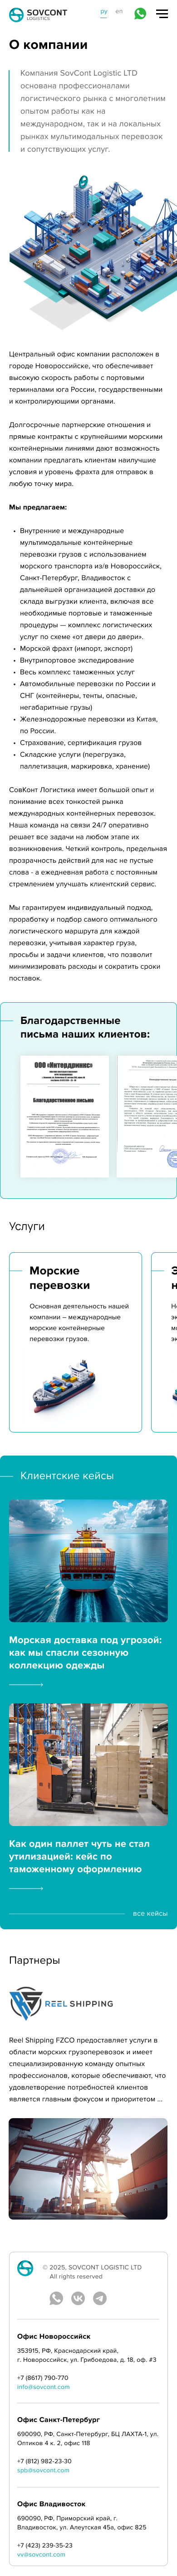 SOVCONT
LOGISTICS
ру
en
О компании
Компания SovCont Logistic LTD
основана профессионалами
логистического рынка с многолетним
опытом работы как на
международном, так и на локальных
рынках мультимодальных перевозок
и сопутствующих услуг.
Центральный офис компании расположен в
городе Новороссийске, что обеспечивает
высокую скорость работы с портовыми
терминалами юга России, государственными
и контролирующими органами.
Долгосрочные партнерские отношения и
прямые контракты с крупнейшими морскими
контейнерными линиями дают возможность
компании предлагать клиентам наилучшие
условия и уровень фрахта для отправок в
любую точку мира.
Мы предлагаем:
• Внутренние и международные
мультимодальные контейнерные
перевозки грузов с использованием
морского транспорта из/в Новороссийск,
Санкт-Петербург, Владивосток с
дальнейшей организацией доставки до
склада выгрузки клиента, включая все
необходимые портовые и таможенные
процедуры — комплекс логистических
услуг по схеме «от двери до двери».
• Морской фрахт (импорт, экспорт)
• Внутрипортовое экспедирование
• Весь комплекс таможенных услуг
• Автомобильные перевозки по России и
СНГ (контейнеры, тенты, опасные,
негабаритные грузы)
• Железнодорожные перевозки из Китая,
по России.
• Страхование, сертификация грузов
• Складские услуги (перегрузка,
паллетизация, маркировка, хранение)
СовКонт Логистика имеет большой опыт и
понимание всех тонкостей рынка
международных контейнерных перевозок.
Наша команда на связи 24/7 оперативно
решает все задачи на любом этапе их
возникновения. Четкий контроль, предельная
прозрачность действий для нас не пустые
слова - а ежедневная работа с постоянным
стремлением улучшать клиентский сервис.
Мы гарантируем индивидуальный подход,
проработку и подбор самого оптимального
логистического маршрута для каждой
перевозки, учитывая характер груза,
просьбы и задачи клиентов, что позволит
минимизировать расходы и сократить сроки
поставок.
Благодарственные
письма наших клиентов:
ООО «Интердринкс»
Благодарственное письмо
Услуги
Морские
перевозки
Основная деятельность нашей
компании – международные
морские контейнерные
перевозки грузов.
Клиентские кейсы
Морская доставка под угрозой:
как мы спасли сезонную
коллекцию одежды
Как один паллет чуть не стал
утилизацией: кейс по
таможенному оформлению
все кейсы
Партнеры
REEL SHIPPING
Reel Shipping FZCO предоставляет услуги в
области морских грузоперевозок и имеет
специализированную команду опытных
профессионалов, которые обеспечивают, что
удовлетворение потребностей клиентов
является главным фокусом и приоритетом ...
© 2025, SOVCONT LOGISTIC LTD
All rights reserved
Офис Новороссийск
353915, РФ, Краснодарский край,
г. Новороссийск, ул. Грибоедова, д. 18, оф. #3
+7 (8617) 790-770
info@sovcont.com
Офис Санкт-Петербург
690090, РФ, Санкт-Петербург, БЦ ЛАХТА-1, ул.
Оптиков 4 к. 2, офис 118
+7 (812) 982-23-30
spb@sovcont.com
Офис Владивосток
690090, РФ, Приморский край, г.
Владивосток, ул. Алеутская 45а, офис 825
+7 (423) 239-35-23
vv@sovcont.com